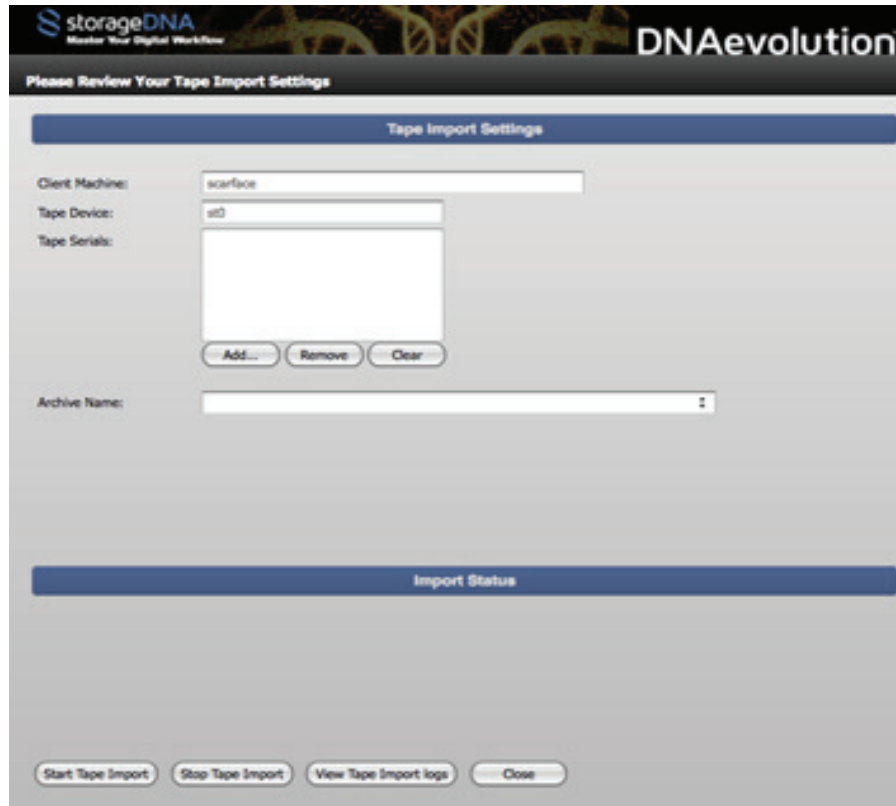 storageDNA
Master Your Digital Workflow
DNAevolution
Please Review Your Tape Import Settings
Tape Import Settings
Client Machine: scarface
Tape Device: st0
Tape Serials:
Add... Remove Clear
Archive Name:
Import Status
Start Tape Import Stop Tape Import View Tape Import logs Close